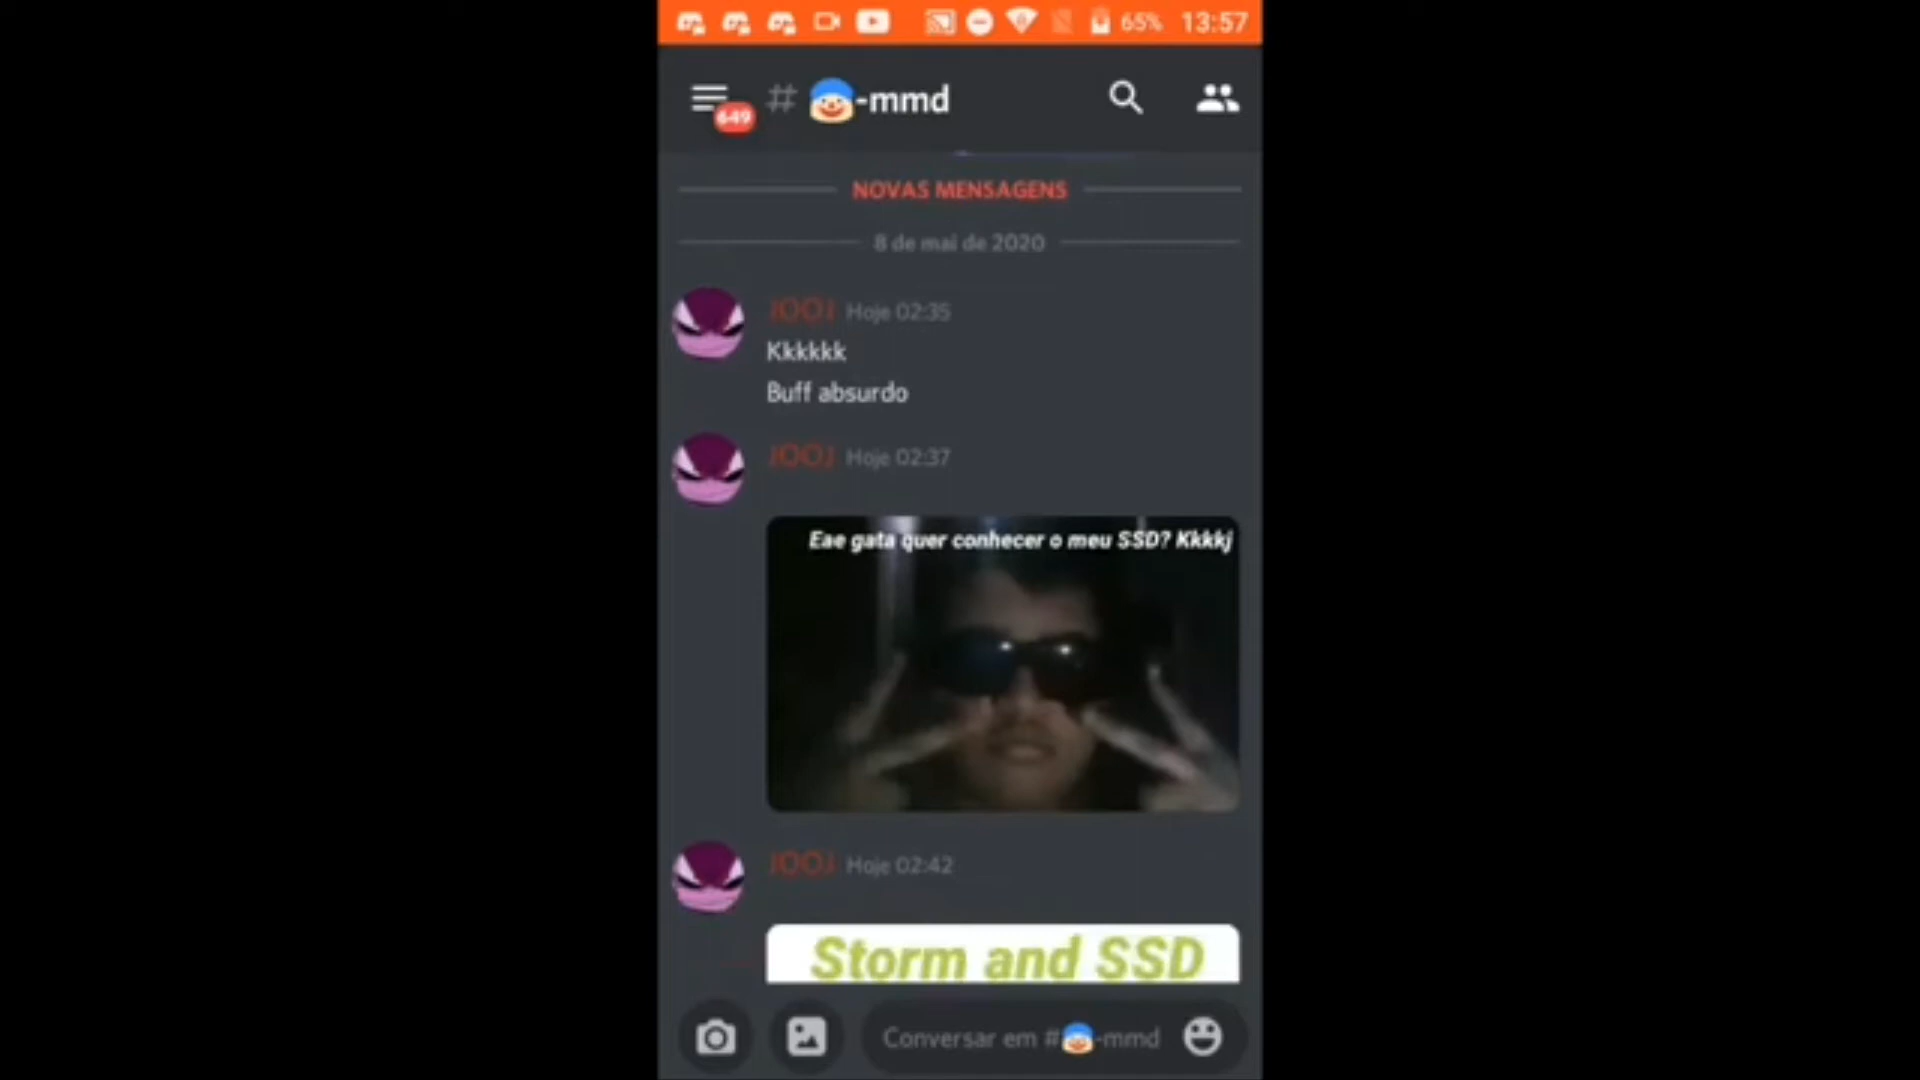 65% 13:57
649 # -mmd
NOVAS MENSAGENS
8 de mai de 2020
JOOJ Hoje 02:35
Kkkkkk
Buff absurdo
JOOJ Hoje 02:37
Eae gata quer conhecer o meu SSD? Kkkkj
JOOJ Hoje 02:42
Storm and SSD
Conversar em # -mmd